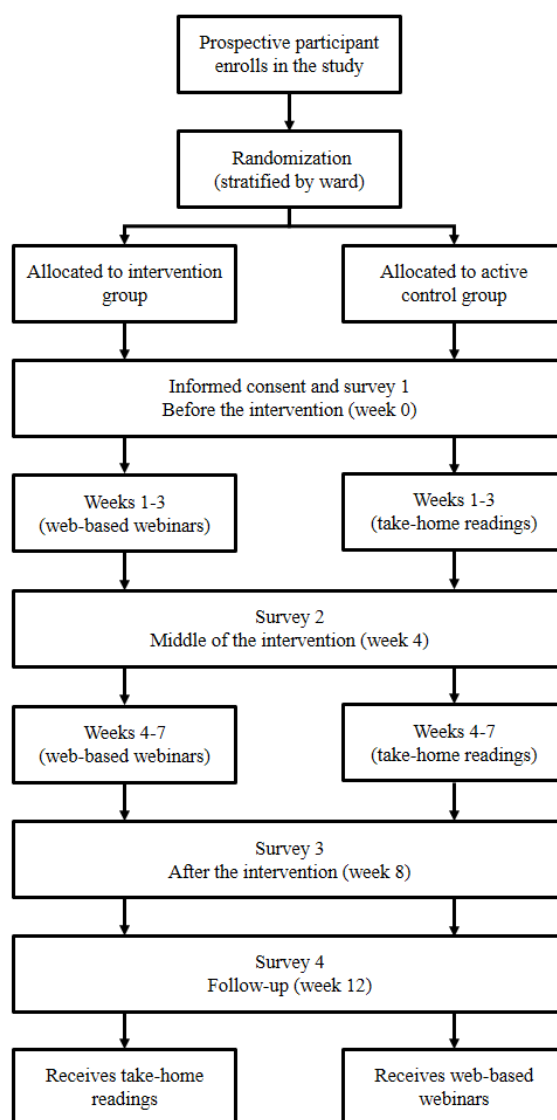 Prospective participant
enrolls in the study
Randomization
(stratified by ward)
Allocated to intervention
group
Allocated to active
control group
Informed consent and survey 1
Before the intervention (week 0)
Weeks 1-3
(web-based webinars)
Weeks 1-3
(take-home readings)
Survey 2
Middle of the intervention (week 4)
Weeks 4-7
(web-based webinars)
Weeks 4-7
(take-home readings)
Survey 3
After the intervention (week 8)
Survey 4
Follow-up (week 12)
Receives take-home
readings
Receives web-based
webinars